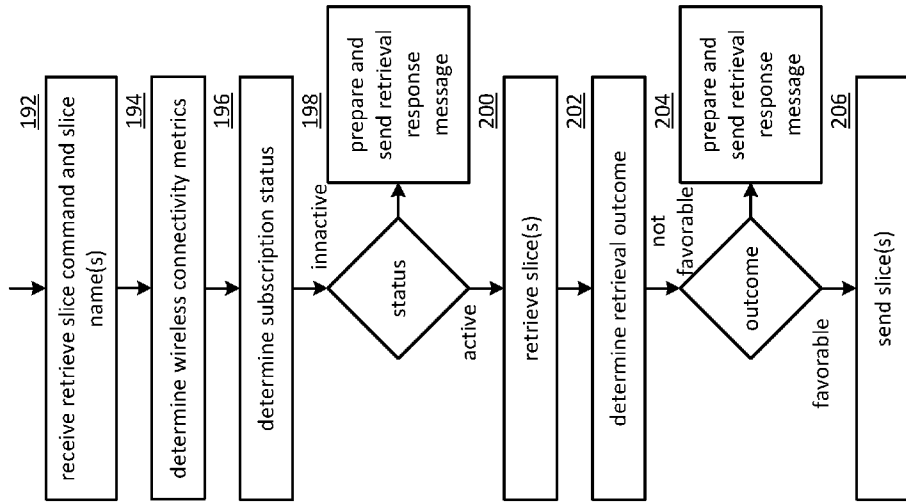 192
receive retrieve slice command and slice
name(s)
194
determine wireless connectivity metrics
196
determine subscription status
198
innactive
status
prepare and
send retrieval
response
message
active
200
retrieve slice(s)
202
determine retrieval outcome
204
not
favorable
outcome
prepare and
send retrieval
response
message
favorable
206
send slice(s)